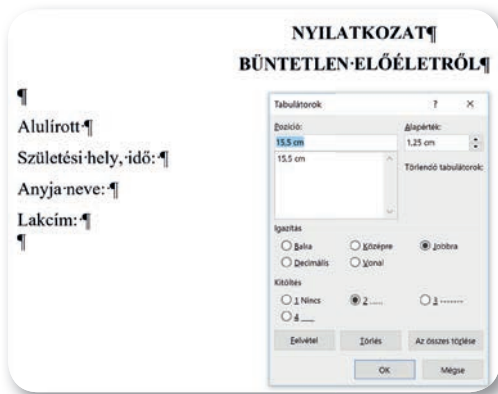 NYILATKOZAT¶
BÜNTETLEN·ELŐÉLETRŐL¶
¶
Alulírott·¶
Születési·hely,·idő:·¶
Anyja·neve:·¶
Lakcím:·¶
¶
Tabulátorok ? ×
Pozíció: Alapérték:
15,5 cm 1,25 cm
15,5 cm Törlendő tabulátorok:
Igazítás
Balra Középre Jobbra
Decimális Vonal
Kitöltés
1 Nincs 2 ...... 3 -------
4 ___
Felvétel Törlés Az összes törlése
OK Mégse